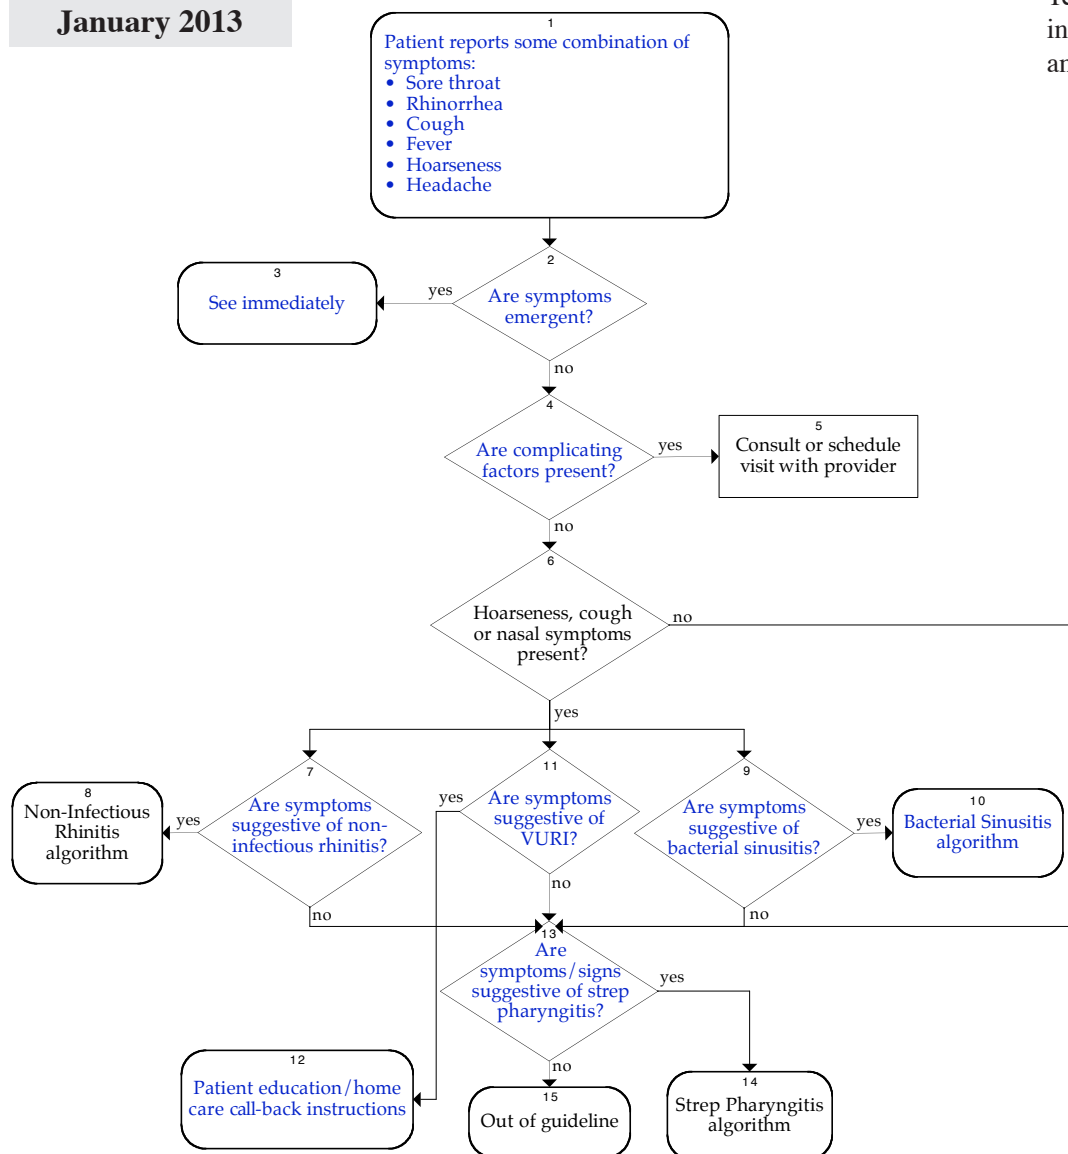 January 2013
in
an
1
Patient reports some combination of
symptoms:
• Sore throat
• Rhinorrhea
• Cough
• Fever
• Hoarseness
• Headache
2
Are symptoms
emergent?
yes
3
See immediately
no
4
Are complicating
factors present?
yes
5
Consult or schedule
visit with provider
no
6
Hoarseness, cough
or nasal symptoms
present?
no
yes
7
Are symptoms
suggestive of non-
infectious rhinitis?
yes
8
Non-Infectious
Rhinitis
algorithm
no
11
Are symptoms
suggestive of
VURI?
yes
no
9
Are symptoms
suggestive of
bacterial sinusitis?
yes
10
Bacterial Sinusitis
algorithm
no
13
Are
symptoms/signs
suggestive of strep
pharyngitis?
yes
no
12
Patient education/home
care call-back instructions
15
Out of guideline
14
Strep Pharyngitis
algorithm